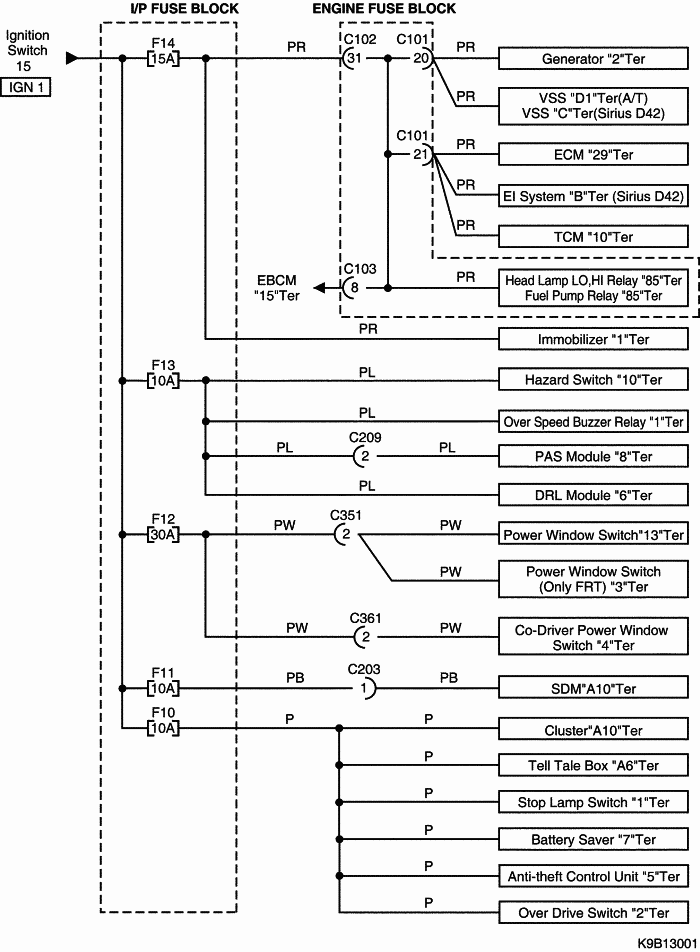 I/P FUSE BLOCK
ENGINE FUSE BLOCK
Ignition
Switch
15
IGN 1
F14
15A
PR
C102
31
C101
20
PR
Generator "2"Ter
PR
VSS "D1"Ter(A/T)
VSS "C"Ter(Sirius D42)
C101
21
PR
ECM "29"Ter
PR
EI System "B"Ter (Sirius D42)
PR
TCM "10"Ter
EBCM
"15"Ter
C103
8
PR
Head Lamp LO,HI Relay "85"Ter
Fuel Pump Relay "85"Ter
PR
Immobilizer "1"Ter
F13
10A
PL
Hazard Switch "10"Ter
PL
Over Speed Buzzer Relay "1"Ter
PL
C209
2
PL
PAS Module "8"Ter
PL
DRL Module "6"Ter
F12
30A
PW
C351
2
PW
Power Window Switch"13"Ter
PW
Power Window Switch
(Only FRT) "3"Ter
PW
C361
2
PW
Co-Driver Power Window
Switch "4"Ter
F11
10A
PB
C203
1
PB
SDM"A10"Ter
F10
10A
P
P
Cluster"A10"Ter
P
Tell Tale Box "A6"Ter
P
Stop Lamp Switch "1"Ter
P
Battery Saver "7"Ter
P
Anti-theft Control Unit "5"Ter
P
Over Drive Switch "2"Ter
K9B13001